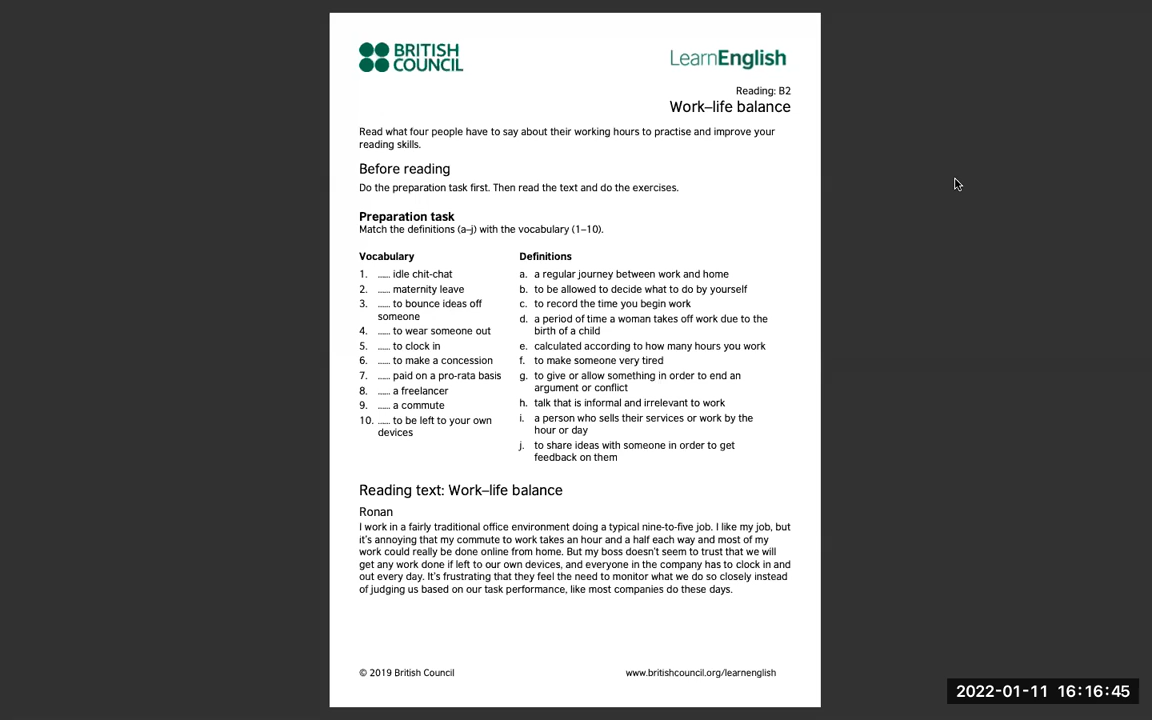 BRITISH
COUNCIL
LearnEnglish
Reading: B2
Work–life balance
Read what four people have to say about their working hours to practise and improve your
reading skills.
Before reading
Do the preparation task first. Then read the text and do the exercises.
Preparation task
Match the definitions (a–j) with the vocabulary (1–10).
Vocabulary
1. …… idle chit-chat
2. …… maternity leave
3. …… to bounce ideas off
someone
4. …… to wear someone out
5. …… to clock in
6. …… to make a concession
7. …… paid on a pro-rata basis
8. …… a freelancer
9. …… a commute
10. …… to be left to your own
devices
Definitions
a. a regular journey between work and home
b. to be allowed to decide what to do by yourself
c. to record the time you begin work
d. a period of time a woman takes off work due to the
birth of a child
e. calculated according to how many hours you work
f. to make someone very tired
g. to give or allow something in order to end an
argument or conflict
h. talk that is informal and irrelevant to work
i. a person who sells their services or work by the
hour or day
j. to share ideas with someone in order to get
feedback on them
Reading text: Work–life balance
Ronan
I work in a fairly traditional office environment doing a typical nine-to-five job. I like my job, but
it's annoying that my commute to work takes an hour and a half each way and most of my
work could really be done online from home. But my boss doesn't seem to trust that we will
get any work done if left to our own devices, and everyone in the company has to clock in and
out every day. It's frustrating that they feel the need to monitor what we do so closely instead
of judging us based on our task performance, like most companies do these days.
© 2019 British Council
www.britishcouncil.org/learnenglish
2022-01-11 16:16:45